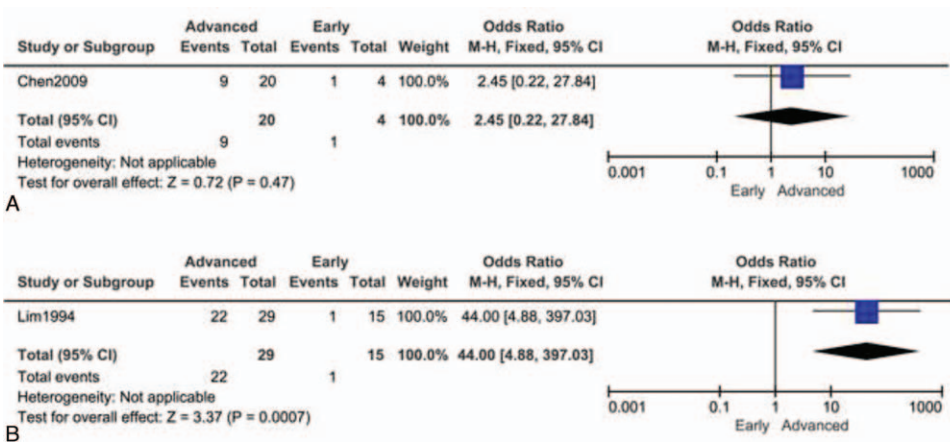 Advanced Early Odds Ratio Odds Ratio
Study or Subgroup Events Total Events Total Weight M-H, Fixed, 95% CI M-H, Fixed, 95% CI
Chen2009 9 20 1 4 100.0% 2.45 [0.22, 27.84]
Total (95% CI) 20 4 100.0% 2.45 [0.22, 27.84]
Total events 9 1
Heterogeneity: Not applicable
Test for overall effect: Z = 0.72 (P = 0.47)
0.001 0.1 1 10 1000
Early Advanced
A
Advanced Early Odds Ratio Odds Ratio
Study or Subgroup Events Total Events Total Weight M-H, Fixed, 95% CI M-H, Fixed, 95% CI
Lim1994 22 29 1 15 100.0% 44.00 [4.88, 397.03]
Total (95% CI) 29 15 100.0% 44.00 [4.88, 397.03]
Total events 22 1
Heterogeneity: Not applicable
Test for overall effect: Z = 3.37 (P = 0.0007)
0.001 0.1 1 10 1000
Early Advanced
B